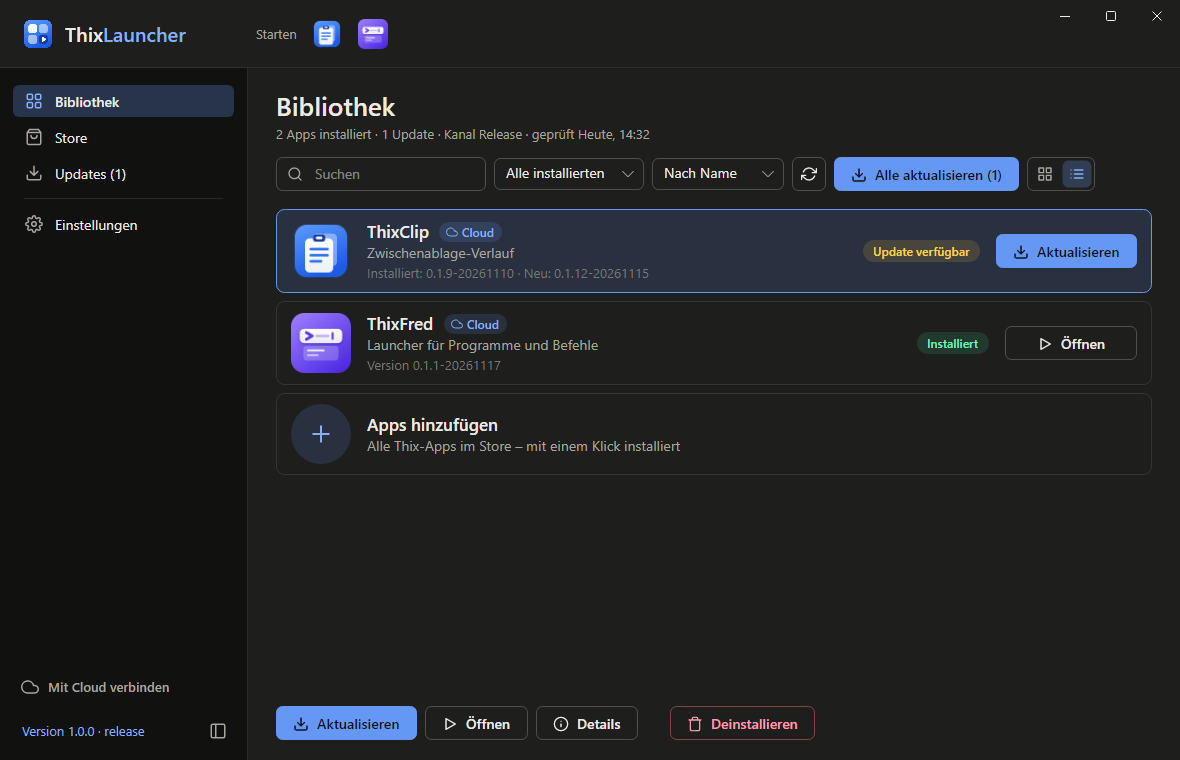 ThixLauncher
Starten
Bibliothek
Store
Updates (1)
Einstellungen
Mit Cloud verbinden
Version 1.0.0 · release
Bibliothek
2 Apps installiert · 1 Update · Kanal Release · geprüft Heute, 14:32
Suchen
Alle installierten
Nach Name
Alle aktualisieren (1)
ThixClip
Cloud
Zwischenablage-Verlauf
Installiert: 0.1.9-20261110 · Neu: 0.1.12-20261115
Update verfügbar
Aktualisieren
ThixFred
Cloud
Launcher für Programme und Befehle
Version 0.1.1-20261117
Installiert
Öffnen
Apps hinzufügen
Alle Thix-Apps im Store – mit einem Klick installiert
Aktualisieren
Öffnen
Details
Deinstallieren